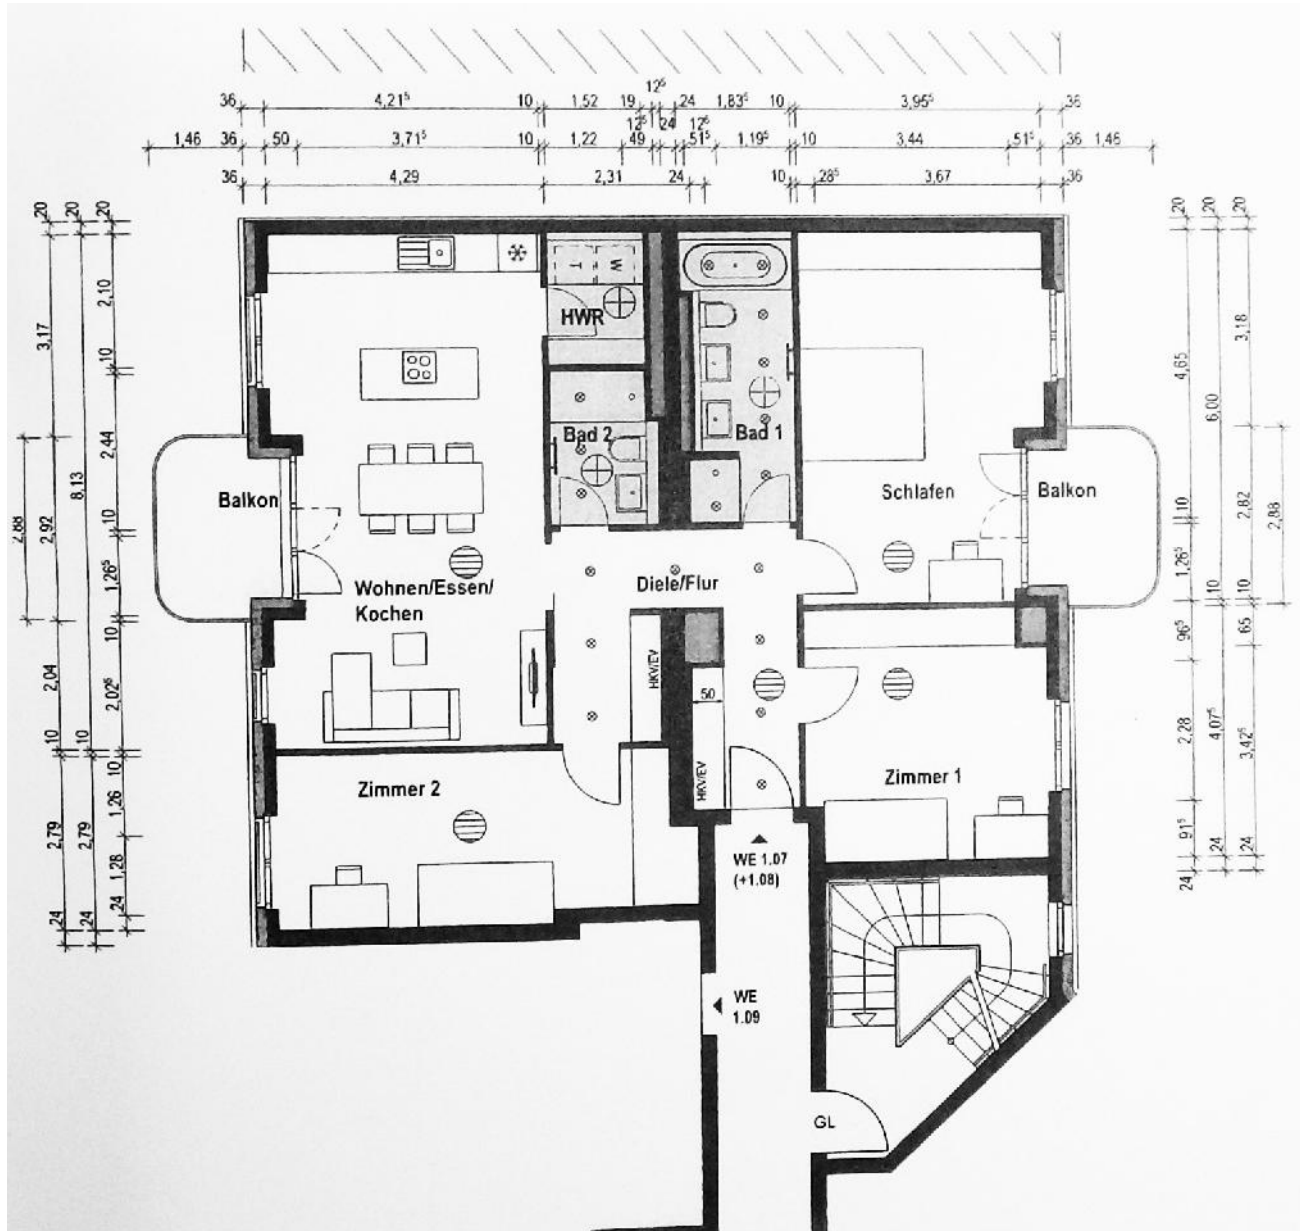 12⁵
36 4,21⁵ 10 1,52 19 24 1,83⁵ 10 3,95⁵ 36
12⁵ 24 12⁵
1,46 36 50 3,71⁵ 10 1,22 49 51⁵ 1,19⁵ 10 3,44 51⁵ 36 1,46
36 4,29 2,31 24 10 28⁵ 3,67 36
20 20 20
2,88
3,17 2,92 2,04 10 2,79 24
8,13 10 2,79 24
2,10 10 2,44 10 1,26⁵ 10 2,02⁵ 10 1,26 1,28 24
20 20 20
4,65 10 1,26⁵ 96⁵ 2,28 91⁵ 24
6,00 10 4,07⁵ 24
3,18 2,82 10 65 3,42⁵ 24
2,88
W
T
HWR
Bad 2
Bad 1
Balkon
Schlafen
Balkon
Wohnen/Essen/
Kochen
Diele/Flur
HKV/EV
50
HKV/EV
Zimmer 2
Zimmer 1
WE 1.07
(+1.08)
WE
1.09
GL